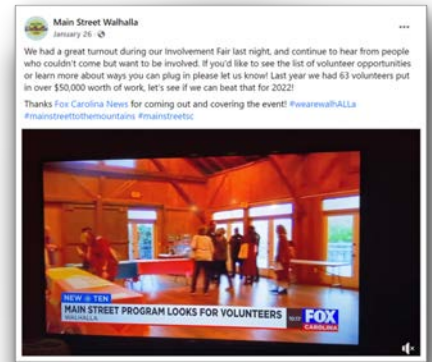 Main Street Walhalla
January 26 ·
We had a great turnout during our Involvement Fair last night, and continue to hear from people
who couldn't come but want to be involved. If you'd like to see the list of volunteer opportunities
or learn more about ways you can plug in please let us know! Last year we had 63 volunteers put
in over $50,000 worth of work, let's see if we can beat that for 2022!
Thanks Fox Carolina News for coming out and covering the event! #wearewalhALLa
#mainstreettothemountains #mainstreetsc
NEW @ TEN
MAIN STREET PROGRAM LOOKS FOR VOLUNTEERS
WALHALLA
FOX
CAROLINA